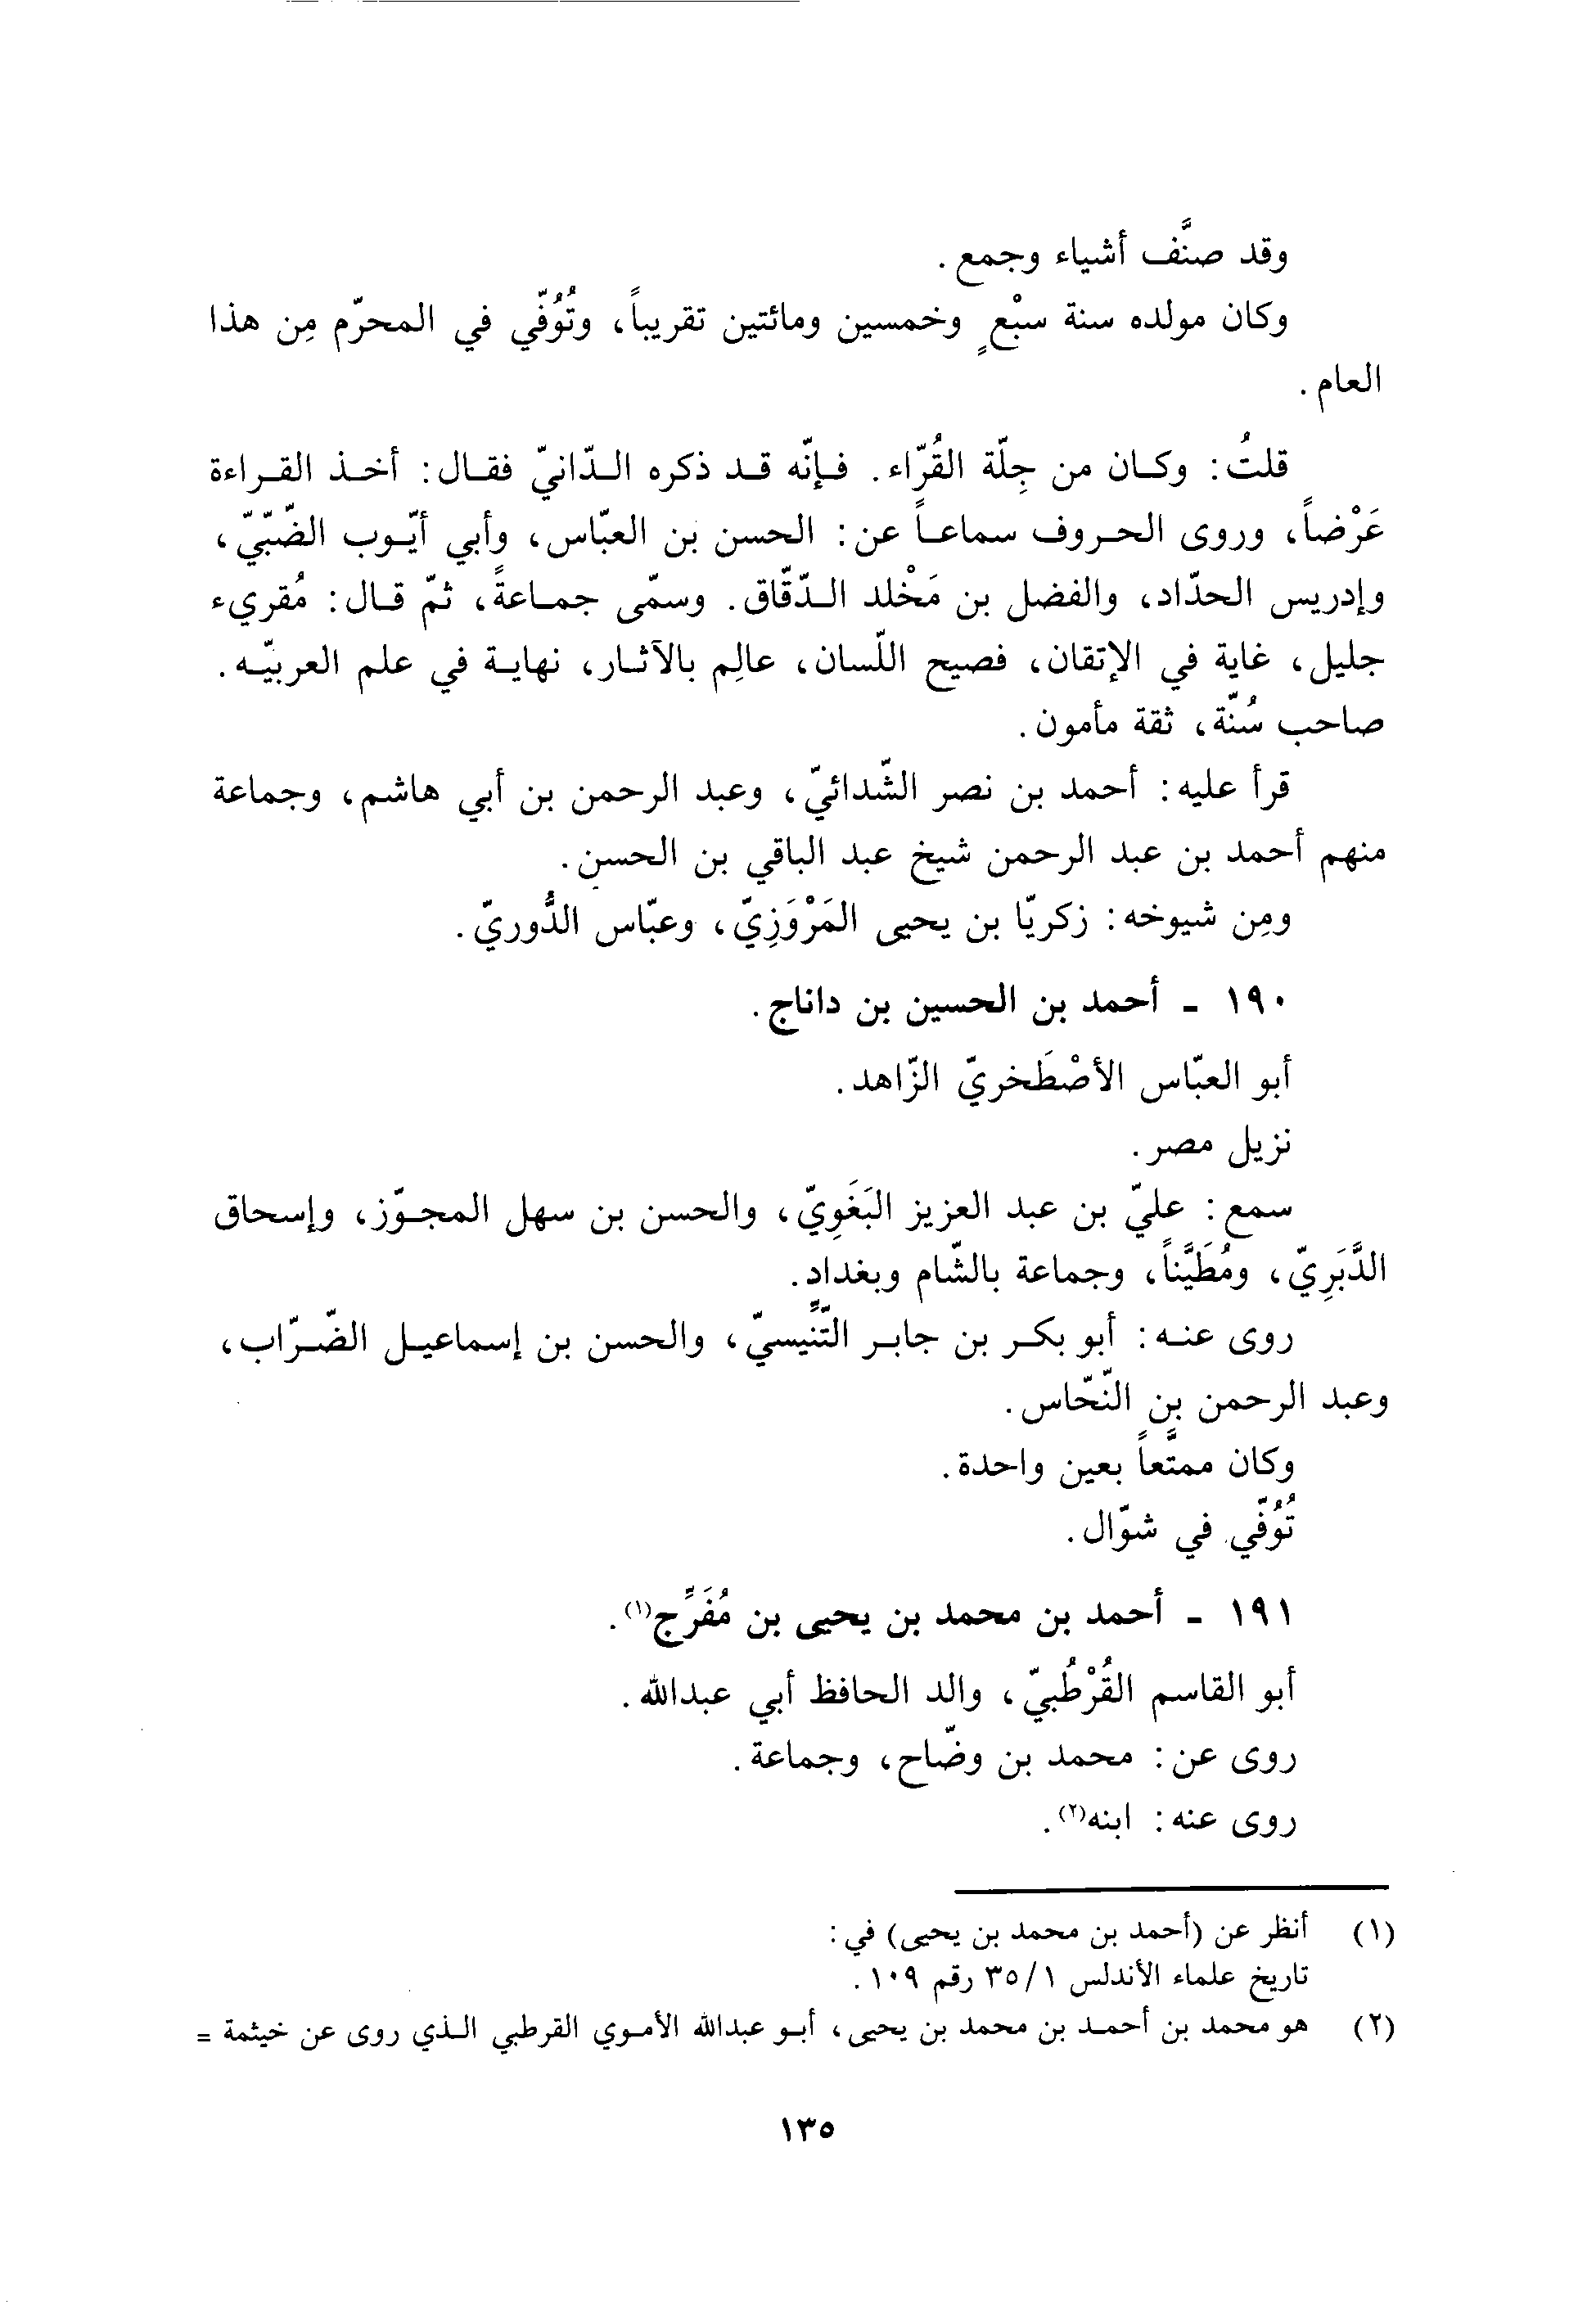 وقد صنَّف أشياء وجمع.
وكان مولده سنة سبْعٍ وخمسين ومائتين تقريباً، وتُوُفّي في المحرّم مِن هذا
العام.
قلتُ: وكان من جِلّة القُرّاء. فإنّه قد ذكره الدّانيّ فقال: أخذ القراءة
عَرْضاً، وروى الحروف سماعاً عن: الحسن بن العبّاس، وأبي أيّوب الضّبّيّ،
وإدريس الحدّاد، والفضل بن مَخْلد الدّقّاق. وسمّى جماعةً، ثمّ قال: مُقريء
جليل، غاية في الإتقان، فصيح اللّسان، عالِم بالآثار، نهاية في علم العربيّه.
صاحب سُنّة، ثقة مأمون.
قرأ عليه: أحمد بن نصر الشّدائيّ، وعبد الرحمن بن أبي هاشم، وجماعة
منهم أحمد بن عبد الرحمن شيخ عبد الباقي بن الحسن.
ومِن شيوخه: زكريّا بن يحيى المَرْوَزِيّ، وعبّاس الدُّوريّ.
١٩٠ - أحمد بن الحسين بن داناج.
أبو العبّاس الأصْطَخريّ الزّاهد.
نزيل مصر.
سمع: عليّ بن عبد العزيز البَغَوِيّ، والحسن بن سهل المجوّز، وإسحاق
الدَّبَرِيّ، ومُطَيَّناً، وجماعة بالشّام وبغداد.
روى عنه: أبو بكر بن جابر التِّنِّيسيّ، والحسن بن إسماعيل الضّرّاب،
وعبد الرحمن بن النّحّاس.
وكان ممتَّعاً بعين واحدة.
تُوُفّي في شوّال.
١٩١ - أحمد بن محمد بن يحيى بن مُفَرِّج(١).
أبو القاسم القُرْطُبيّ، والد الحافظ أبي عبدالله.
روى عن: محمد بن وضّاح، وجماعة.
روى عنه: ابنه(٢).
(١) أنظر عن (أحمد بن محمد بن يحيى) في:
تاريخ علماء الأندلس ٣٥/١ رقم ١٠٩.
(٢) هو محمد بن أحمد بن محمد بن يحيى، أبو عبدالله الأموي القرطبي الذي روى عن خيثمة =
١٣٥